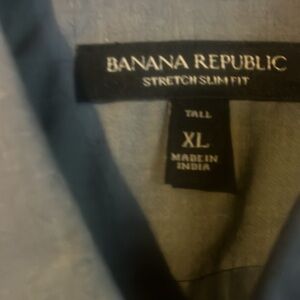 BANANA REPUBLIC
STRETCH SLIM FIT
TALL
XL
MADE IN
INDIA